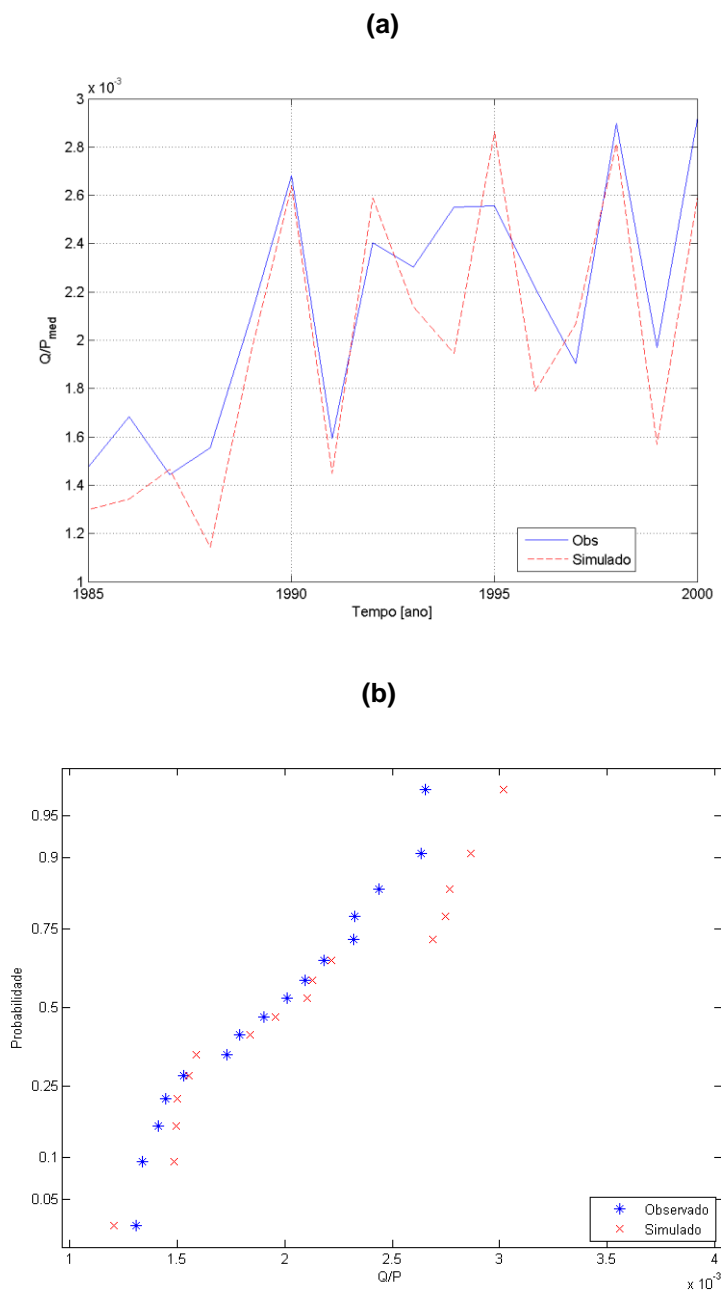 (a)
x 10-3
3
2.8
2.6
2.4
2.2
2
1.8
1.6
1.4
1.2
1
Q/Pmed
1985 1990 1995 2000
Tempo [ano]
Obs
Simulado
(b)
0.95
0.9
0.75
0.5
0.25
0.1
0.05
Probabilidade
1 1.5 2 2.5 3 3.5 4
Q/P
x 10-3
Observado
Simulado